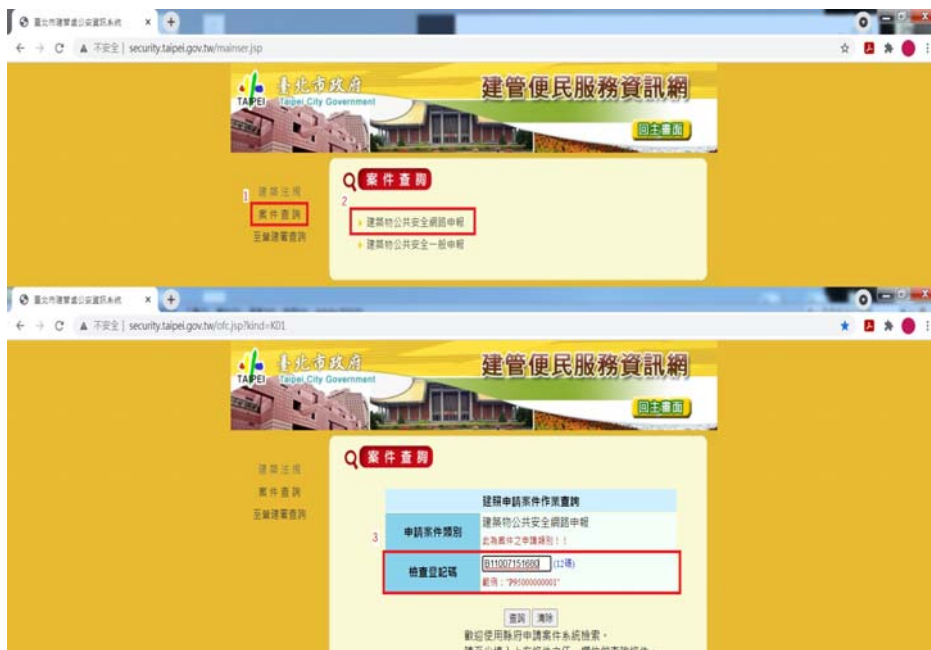 臺北市建管處公安資訊系統
不安全 | security.taipei.gov.tw/mainser.jsp
臺北市政府
Taipei City Government
TAIPEI
建管便民服務資訊網
回主畫面
1
建築法規
案件查詢
至營建署查詢
案件查詢
2
建築物公共安全網路申報
建築物公共安全一般申報
臺北市建管處公安資訊系統
不安全 | security.taipei.gov.tw/ofc.jsp?kind=K01
臺北市政府
Taipei City Government
TAIPEI
建管便民服務資訊網
回主畫面
建築法規
案件查詢
至營建署查詢
案件查詢
建照申請案件作業查詢
申請案件類別
建築物公共安全網路申報
此為案件之申請類別！！
3
檢查登記碼
B11007151680 (12碼)
範例："P95000000001"
查詢 清除
歡迎使用縣府申請案件系統檢索。